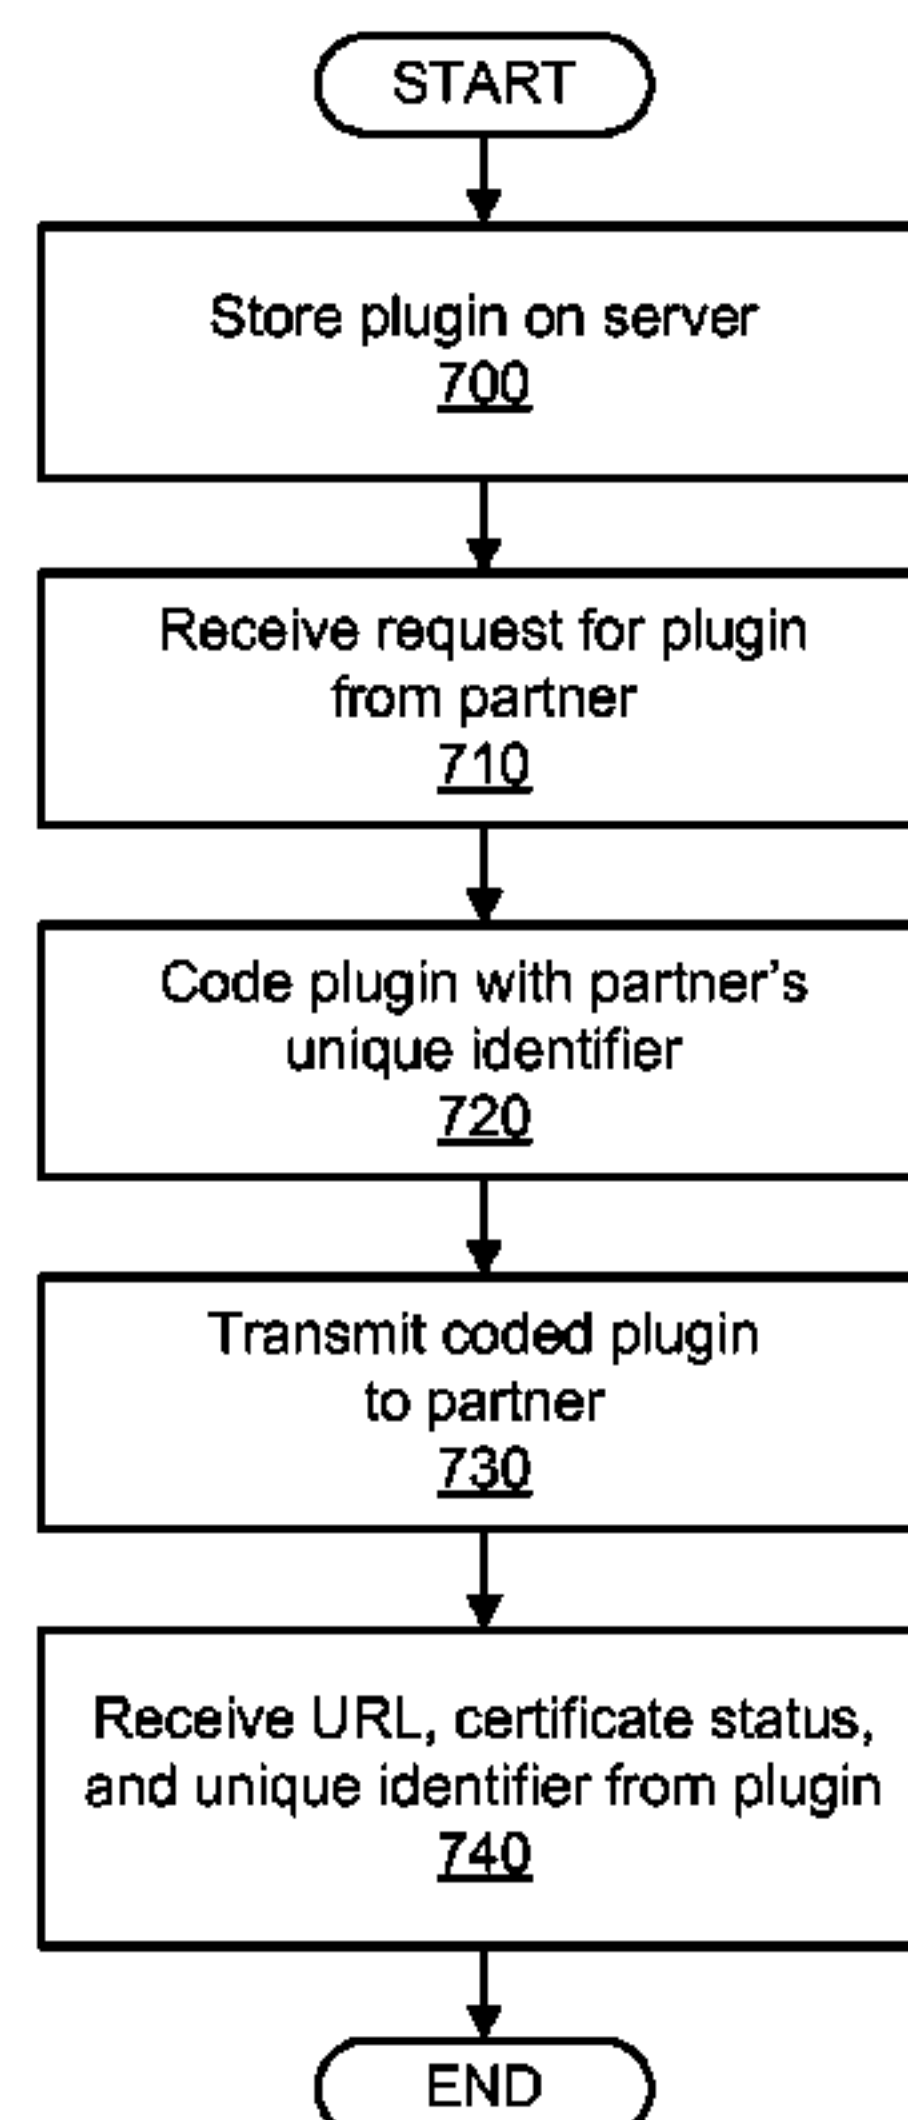 START
Store plugin on server
700
Receive request for plugin
from partner
710
Code plugin with partner’s
unique identifier
720
Transmit coded plugin
to partner
730
Receive URL, certificate status,
and unique identifier from plugin
740
END